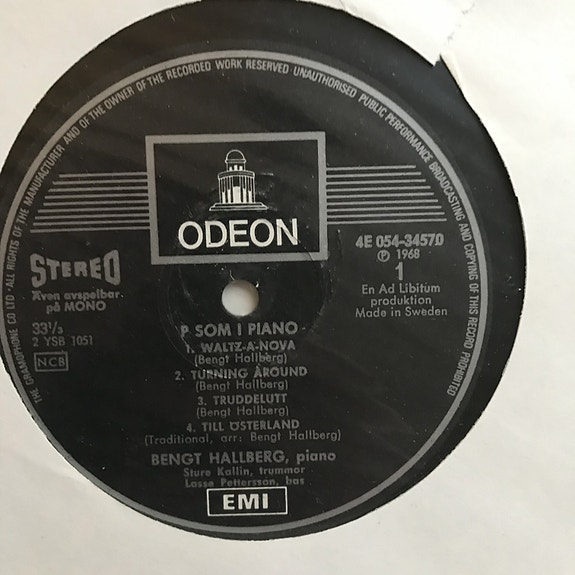 THE GRAMOPHONE CO LTD · ALL RIGHTS OF THE MANUFACTURER AND OF THE OWNER OF THE RECORDED WORK RESERVED · UNAUTHORISED PUBLIC PERFORMANCE BROADCASTING AND COPYING OF THIS RECORD PROHIBITED
ODEON
STEREO
Även avspelbar
på MONO
33⅓
2 YSB 1051
NCB
4E 054-34570
Ⓟ 1968
1
En Ad Libitum
produktion
Made in Sweden
P SOM I PIANO -
1. WALTZ-A-NOVA
(Bengt Hallberg)
2. TURNING AROUND
(Bengt Hallberg)
3. TRUDDELUTT
(Bengt Hallberg)
4. TILL ÖSTERLAND
(Traditional, arr: Bengt Hallberg)
BENGT HALLBERG, piano
Sture Kallin, trummor
Lasse Pettersson, bas
EMI